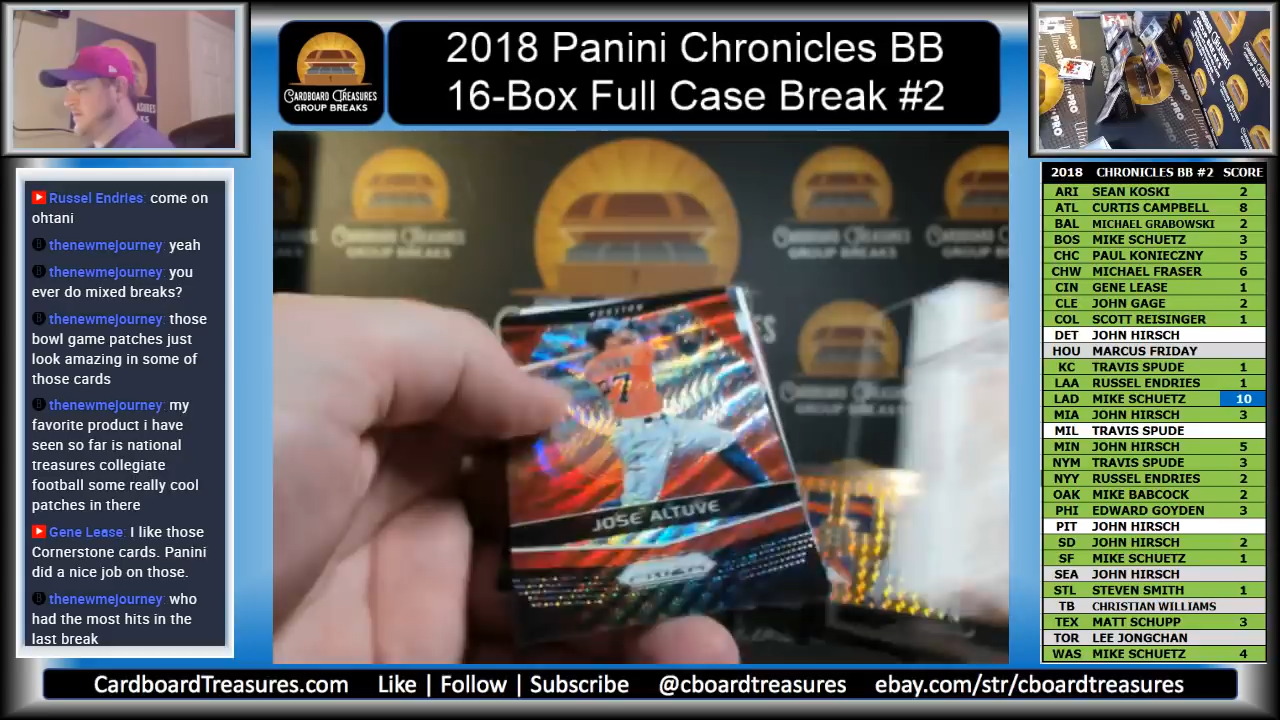 2018 Panini Chronicles BB
16-Box Full Case Break #2
CARDBOARD TREASURES
GROUP BREAKS
Russel Endries: come on
ohtani
thenewmejourney: yeah
thenewmejourney: you
ever do mixed breaks?
thenewmejourney: those
bowl game patches just
look amazing in some of
those cards
thenewmejourney: my
favorite product i have
seen so far is national
treasures collegiate
football some really cool
patches in there
Gene Lease: I like those
Cornerstone cards. Panini
did a nice job on those.
thenewmejourney: who
had the most hits in the
last break
HOUSTON
JOSE ALTUVE
PRIZM
2018 CHRONICLES BB #2 SCORE
ARI SEAN KOSKI 2
ATL CURTIS CAMPBELL 8
BAL MICHAEL GRABOWSKI 2
BOS MIKE SCHUETZ 3
CHC PAUL KONIECZNY 5
CHW MICHAEL FRASER 6
CIN GENE LEASE 1
CLE JOHN GAGE 2
COL SCOTT REISINGER 1
DET JOHN HIRSCH
HOU MARCUS FRIDAY
KC TRAVIS SPUDE 1
LAA RUSSEL ENDRIES 1
LAD MIKE SCHUETZ 10
MIA JOHN HIRSCH 3
MIL TRAVIS SPUDE
MIN JOHN HIRSCH 5
NYM TRAVIS SPUDE 3
NYY RUSSEL ENDRIES 2
OAK MIKE BABCOCK 2
PHI EDWARD GOYDEN 3
PIT JOHN HIRSCH
SD JOHN HIRSCH 2
SF MIKE SCHUETZ 1
SEA JOHN HIRSCH
STL STEVEN SMITH 1
TB CHRISTIAN WILLIAMS
TEX MATT SCHUPP 3
TOR LEE JONGCHAN
WAS MIKE SCHUETZ 4
CardboardTreasures.com Like | Follow | Subscribe @cboardtreasures ebay.com/str/cboardtreasures